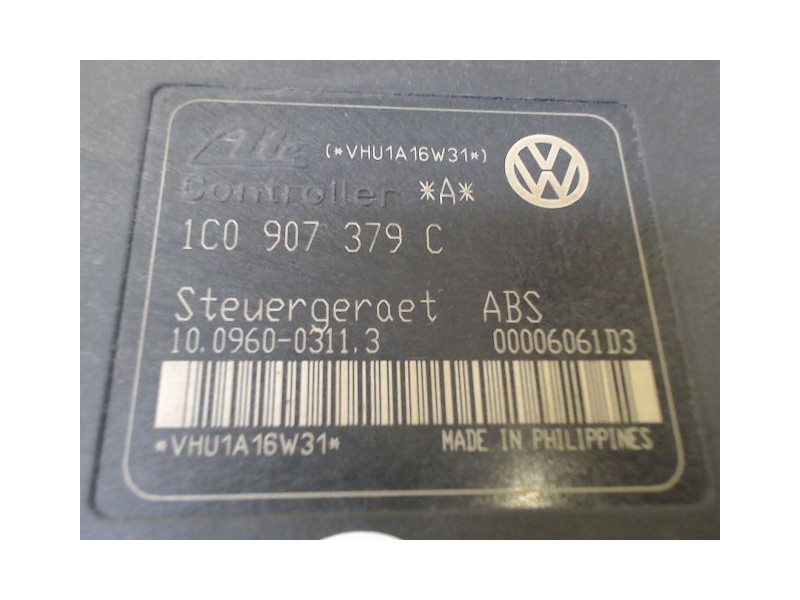 Ate (*VHU1A16W31*)
Controller *A*
1C0 907 379 C
Steuergeraet ABS
10.0960-0311.3 00006061D3
*VHU1A16W31* MADE IN PHILIPPINES